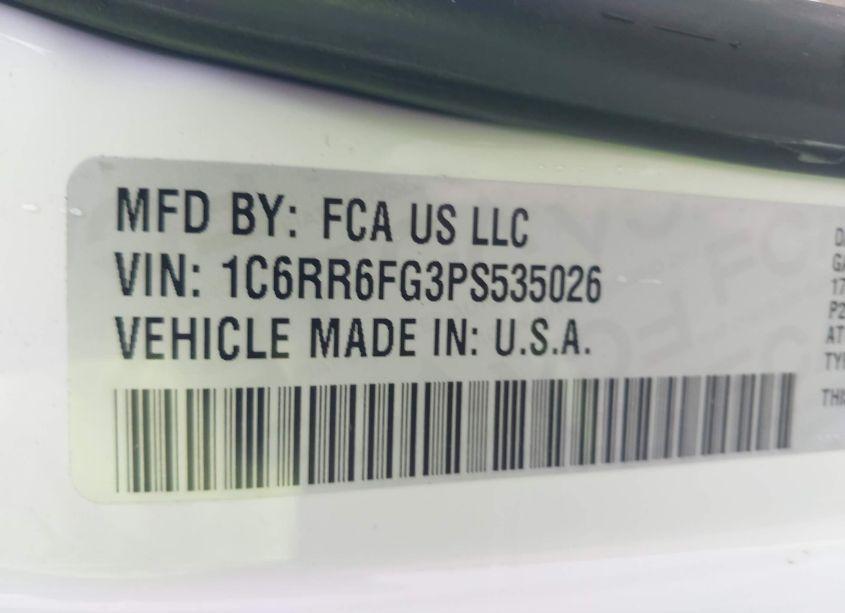 MFD BY: FCA US LLC
VIN: 1C6RR6FG3PS535026
VEHICLE MADE IN: U.S.A.